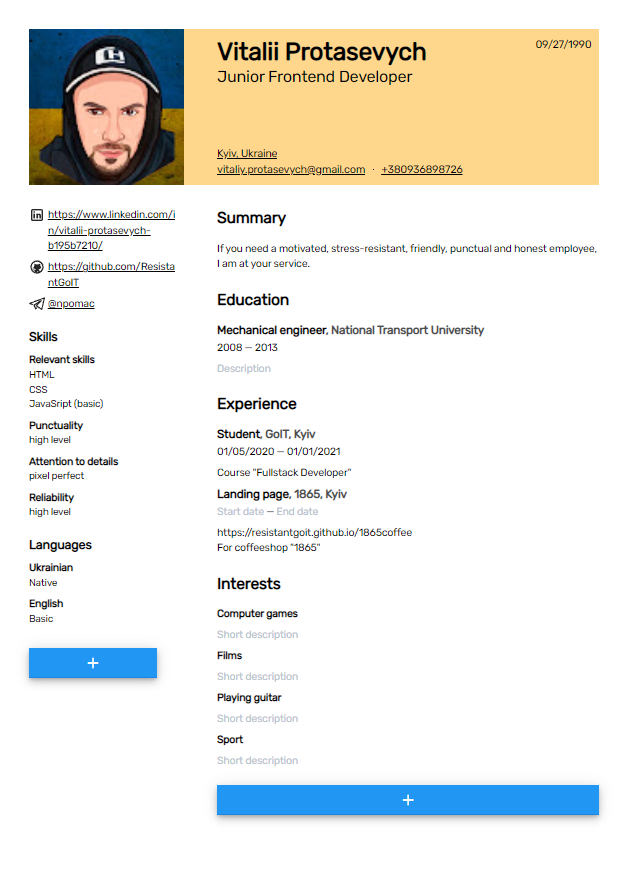 Vitalii Protasevych
09/27/1990
Junior Frontend Developer
Kyiv, Ukraine
vitaliy.protasevych@gmail.com · +380936898726
https://www.linkedin.com/i
n/vitalii-protasevych-
b195b7210/
https://github.com/Resista
ntGoIT
@npomac
Skills
Relevant skills
HTML
CSS
JavaSript (basic)
Punctuality
high level
Attention to details
pixel perfect
Reliability
high level
Languages
Ukrainian
Native
English
Basic
+
Summary
If you need a motivated, stress-resistant, friendly, punctual and honest employee,
I am at your service.
Education
Mechanical engineer, National Transport University
2008 — 2013
Description
Experience
Student, GoIT, Kyiv
01/05/2020 — 01/01/2021
Course "Fullstack Developer"
Landing page, 1865, Kyiv
Start date — End date
https://resistantgoit.github.io/1865coffee
For coffeeshop "1865"
Interests
Computer games
Short description
Films
Short description
Playing guitar
Short description
Sport
Short description
+